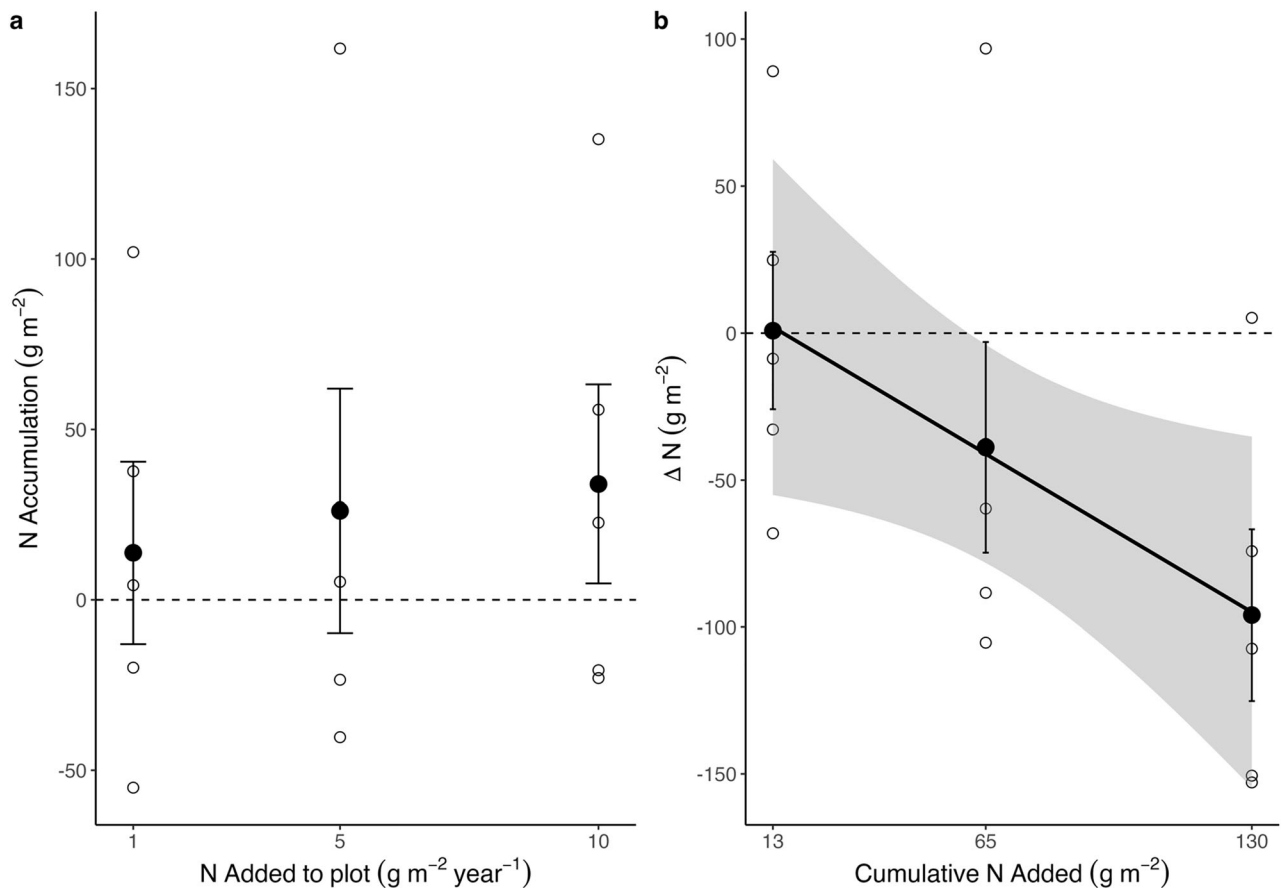 a
150
100
50
0
-50
N Accumulation (g m⁻²)
1 5 10
N Added to plot (g m⁻² year⁻¹)
b
100
50
0
-50
-100
-150
Δ N (g m⁻²)
13 65 130
Cumulative N Added (g m⁻²)